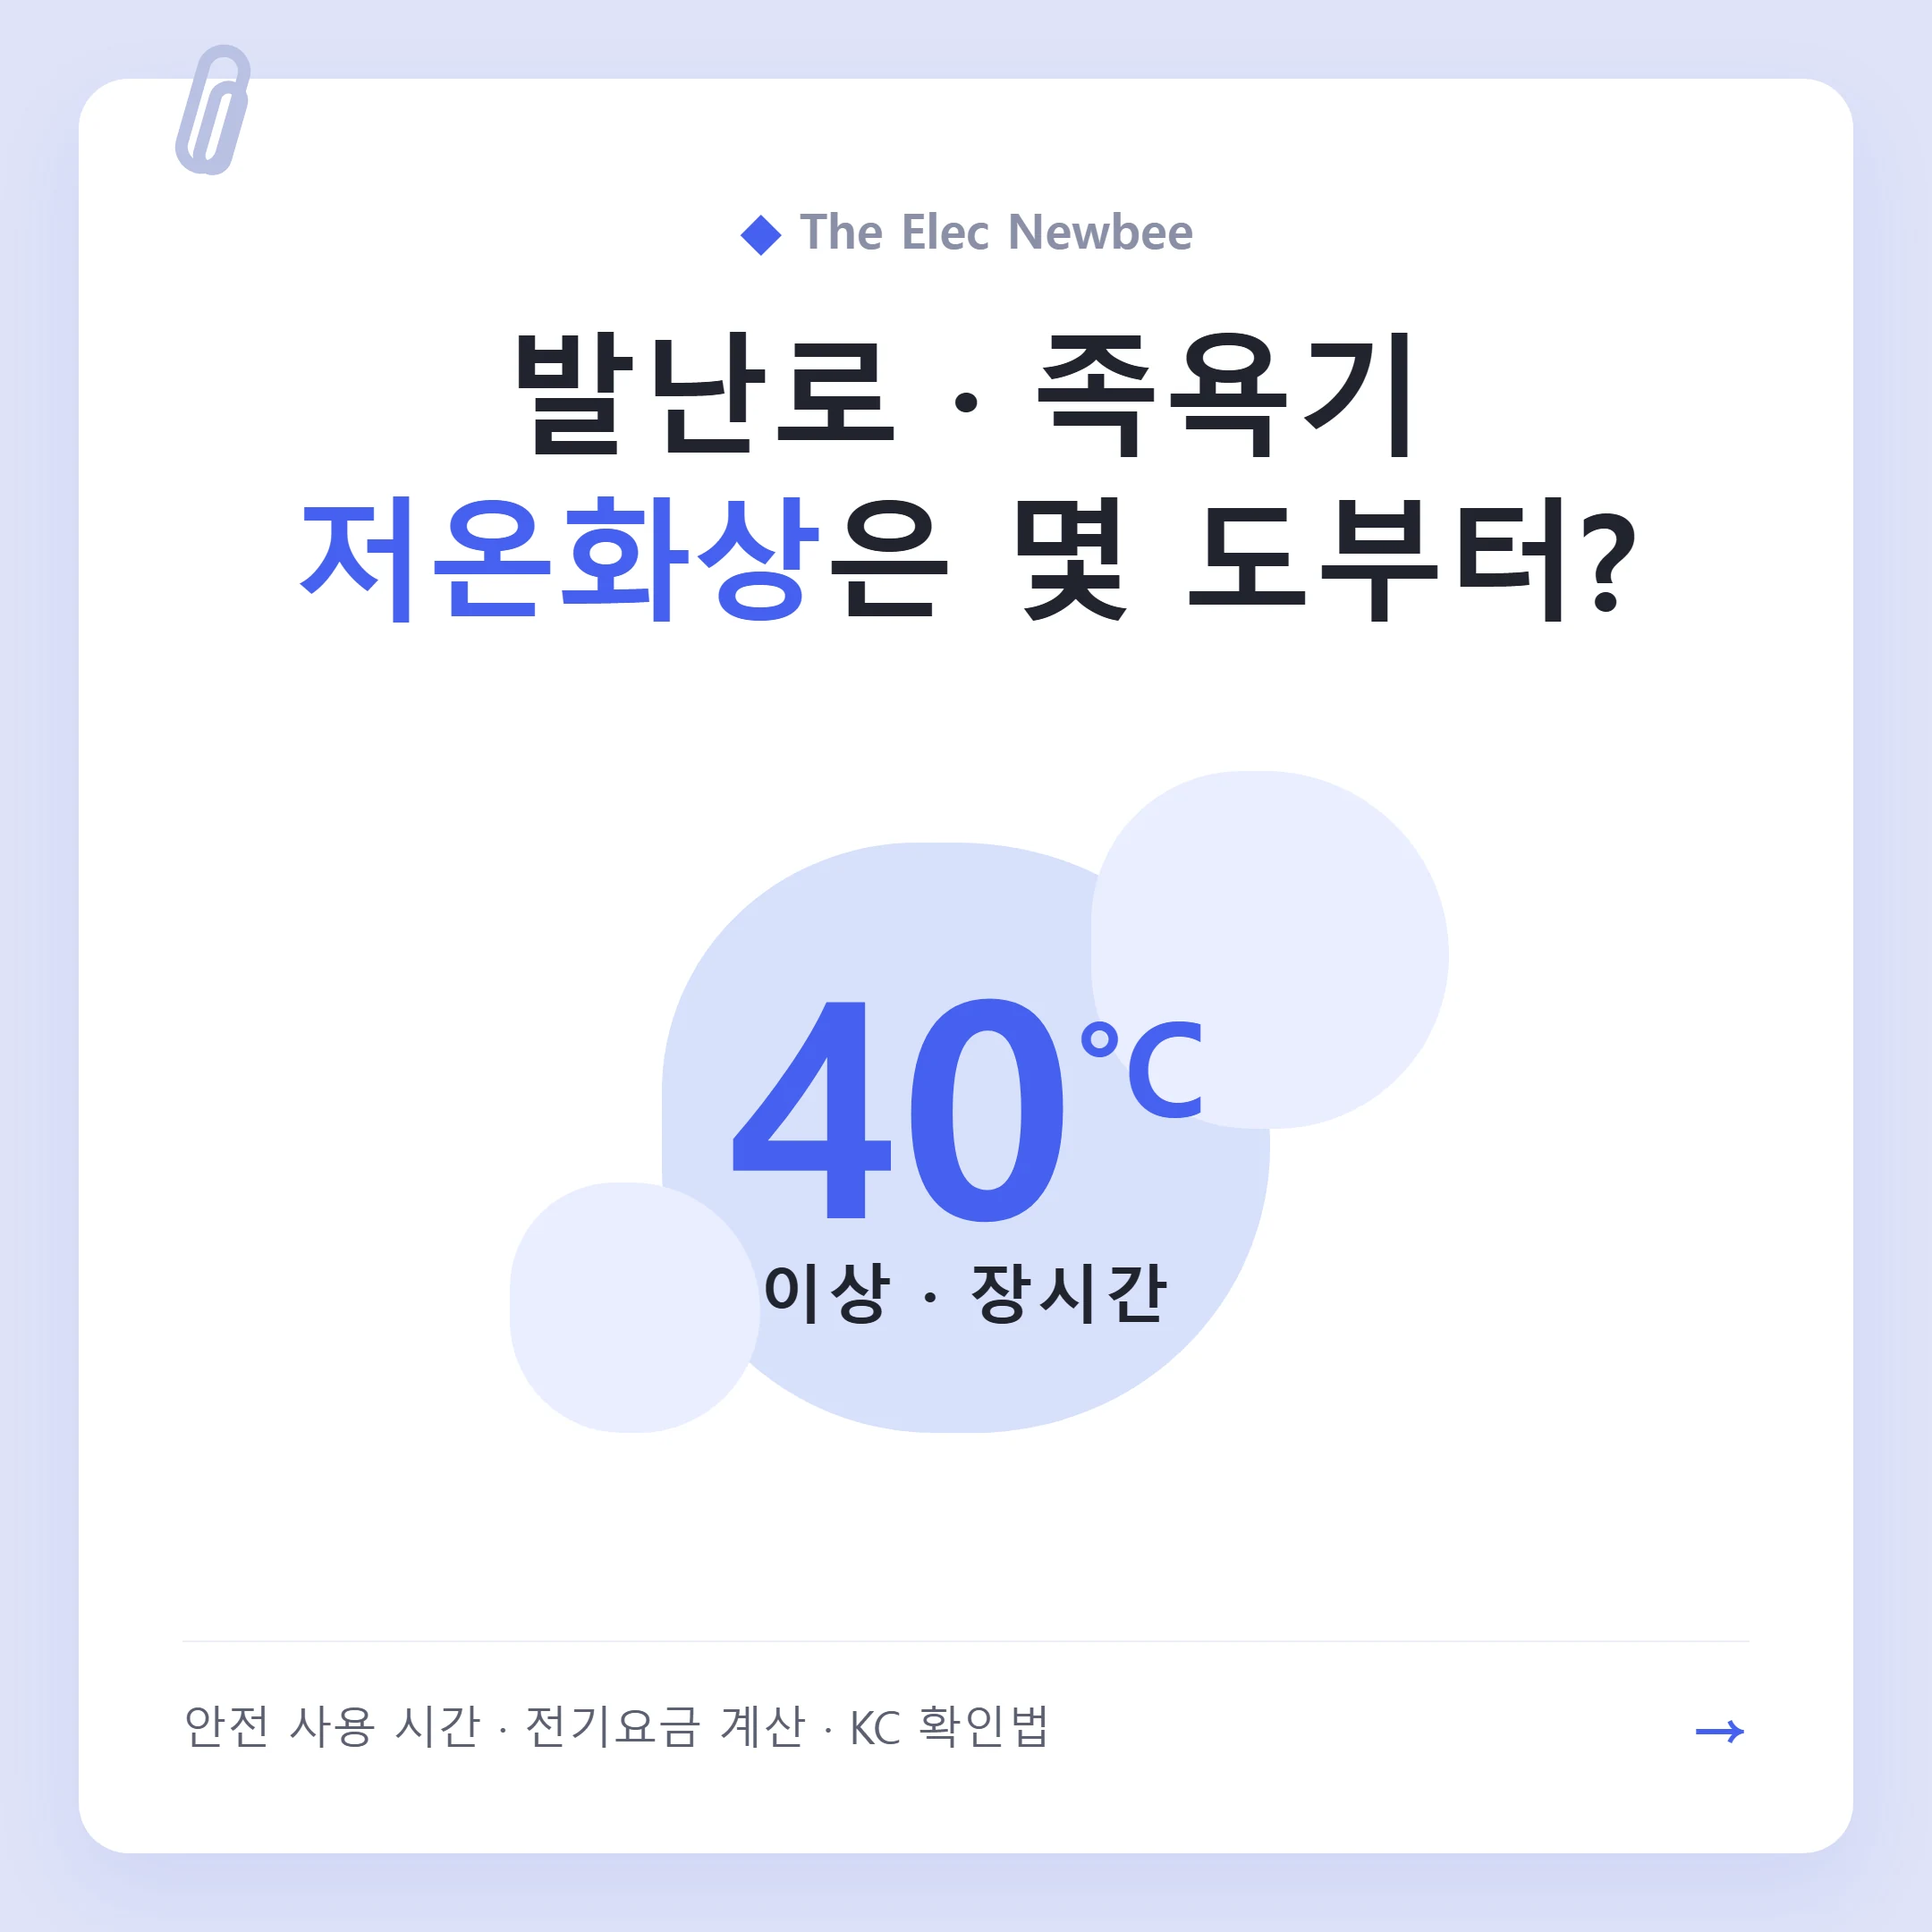 ◆ The Elec Newbee
발난로 · 족욕기
저온화상은 몇 도부터?
40℃
이상 · 장시간
안전 사용 시간 · 전기요금 계산 · KC 확인법 →